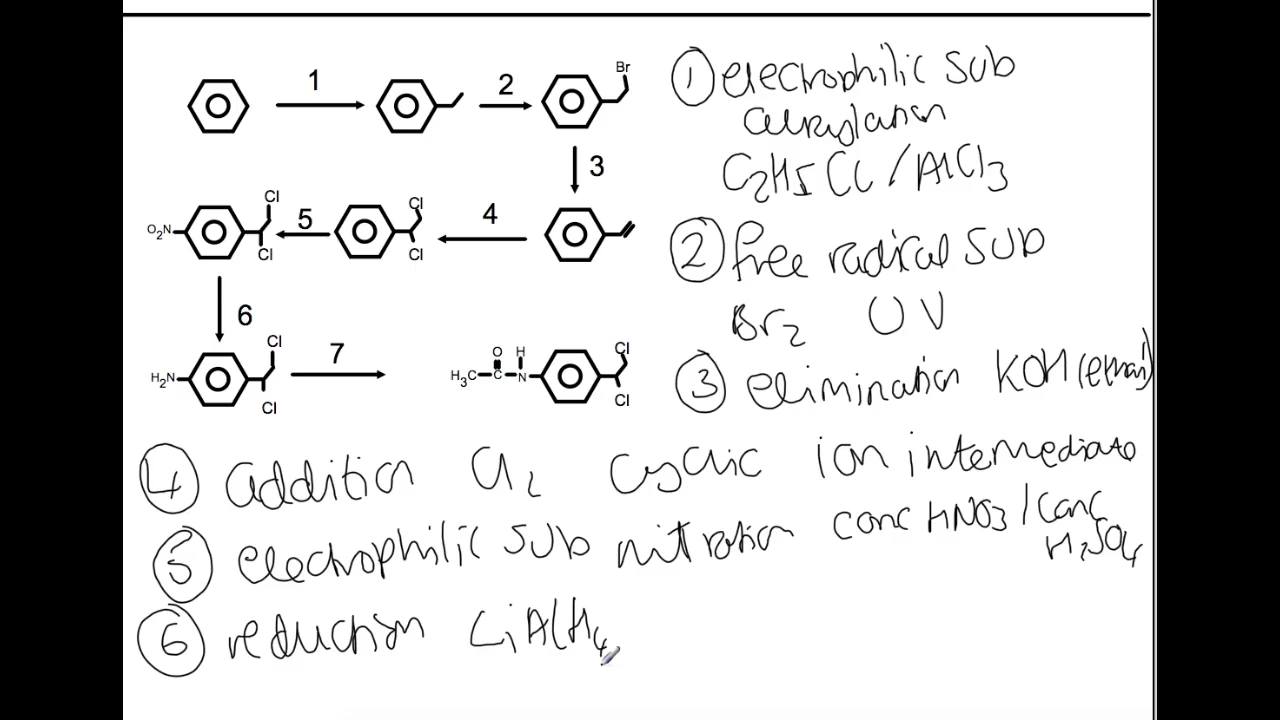 1
2
Br
3
4
5
Cl
Cl
Cl
Cl
O₂N
6
7
H₂N
Cl
Cl
H₃C
O
C
H
N
Cl
Cl
① electrophilic sub
alkylation
C₂H₅Cl / AlCl₃
② free radical sub
Br₂ UV
③ elimination KOH (ethan)
④ addition Cl₂ cyclic ion intermediate
⑤ electrophilic sub nitration conc HNO₃ / conc
H₂SO₄
⑥ reduction LiAlH₄